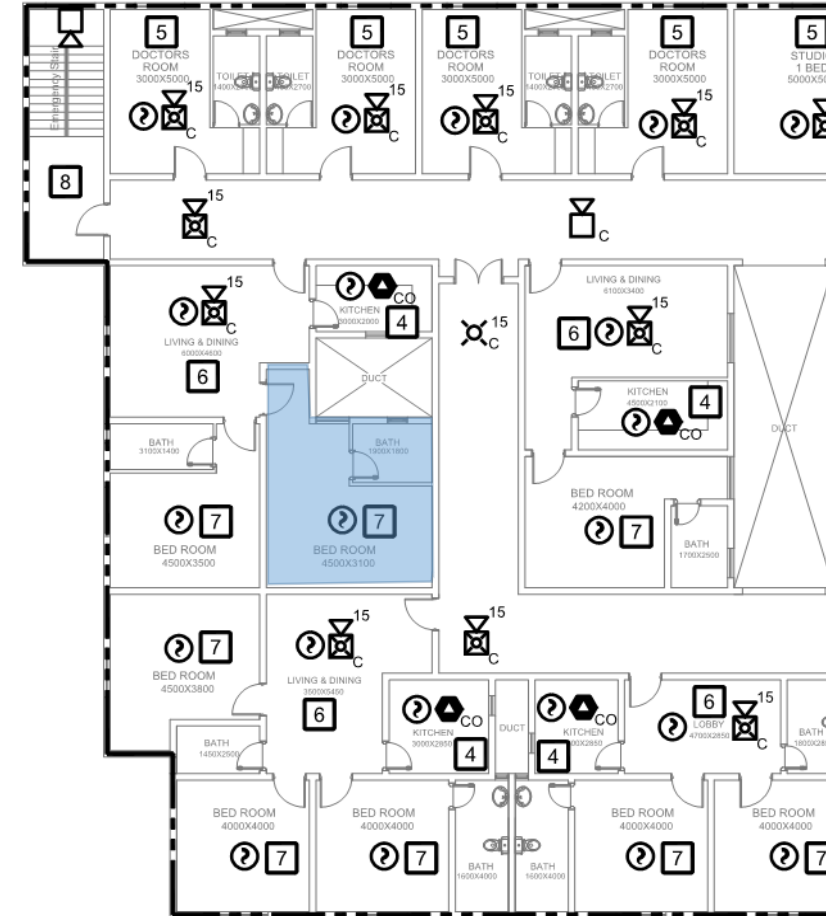 5
DOCTORS
ROOM
3000X5000
15
C
TOILET
TOILET
5
DOCTORS
ROOM
3000X5000
15
C
5
DOCTORS
ROOM
3000X5000
15
C
TOILET
TOILET
5
DOCTORS
ROOM
3000X5000
15
C
5
STUDI
1 BED
Emergency Stair
8
15
C
C
15
C
LIVING & DINING
6000X4600
6
CO
KITCHEN
3000X2000
4
DUCT
15
C
LIVING & DINING
6100X3400
6
15
C
KITCHEN
4500X2100
4
CO
DUCT
BATH
3100X1400
BATH
1900X1800
7
BED ROOM
4500X3500
7
BED ROOM
4500X3100
BED ROOM
4200X4000
7
BATH
1700X2500
7
BED ROOM
4500X3800
15
C
LIVING & DINING
3500X5450
6
15
C
BATH
1450X2500
CO
KITCHEN
3000X2850
4
DUCT
CO
KITCHEN
4
6
LOBBY
4700X2850
15
C
BATH
BED ROOM
4000X4000
7
BED ROOM
4000X4000
7
BATH
1600X4000
BATH
1600X4000
BED ROOM
4000X4000
7
BED ROOM
4000X4000
7